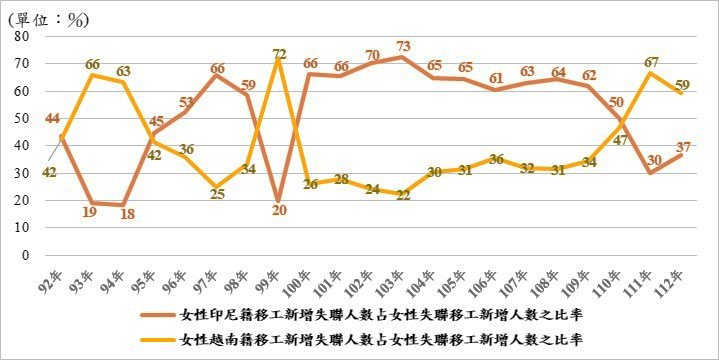 (單位：%)
80
70
60
50
40
30
20
10
0
44 19 18 45 53 66 59 20 66 66 70 73 65 65 61 63 64 62 50 30 37
42 66 63 42 36 25 34 72 26 28 24 22 30 31 36 32 31 34 47 67 59
92年 93年 94年 95年 96年 97年 98年 99年 100年 101年 102年 103年 104年 105年 106年 107年 108年 109年 110年 111年 112年
女性印尼籍移工新增失聯人數占女性失聯移工新增人數之比率
女性越南籍移工新增失聯人數占女性失聯移工新增人數之比率